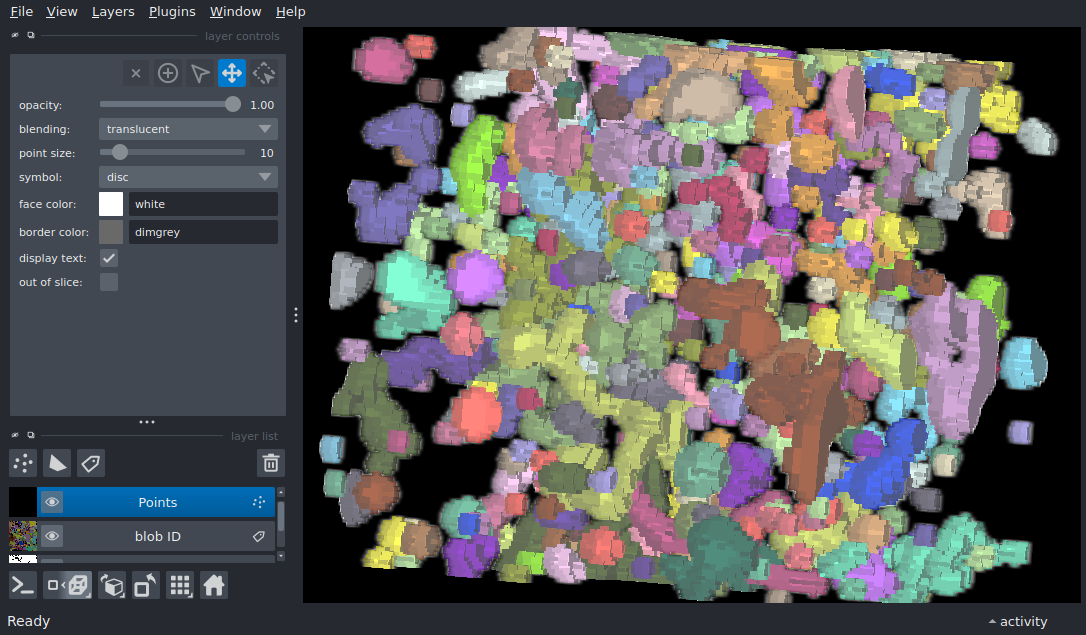 File View Layers Plugins Window Help
layer controls
opacity: 1.00
blending: translucent
point size: 10
symbol: disc
face color: white
border color: dimgrey
display text:
out of slice:
layer list
Points
blob ID
Ready
activity